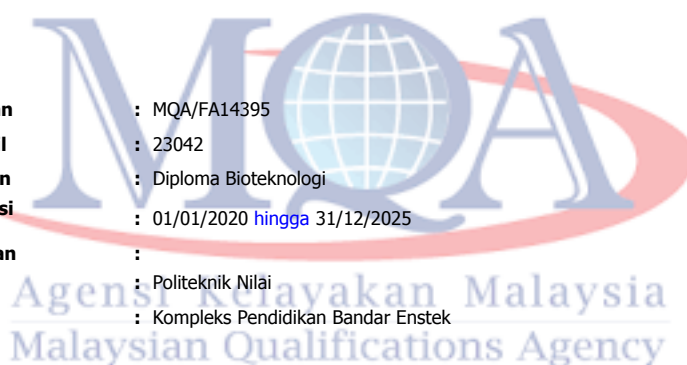 MQA
an : MQA/FA14395
l : 23042
n : Diploma Bioteknologi
si : 01/01/2020 hingga 31/12/2025
an :
: Politeknik Nilai
: Kompleks Pendidikan Bandar Enstek
Agensi Kelayakan Malaysia
Malaysian Qualifications Agency